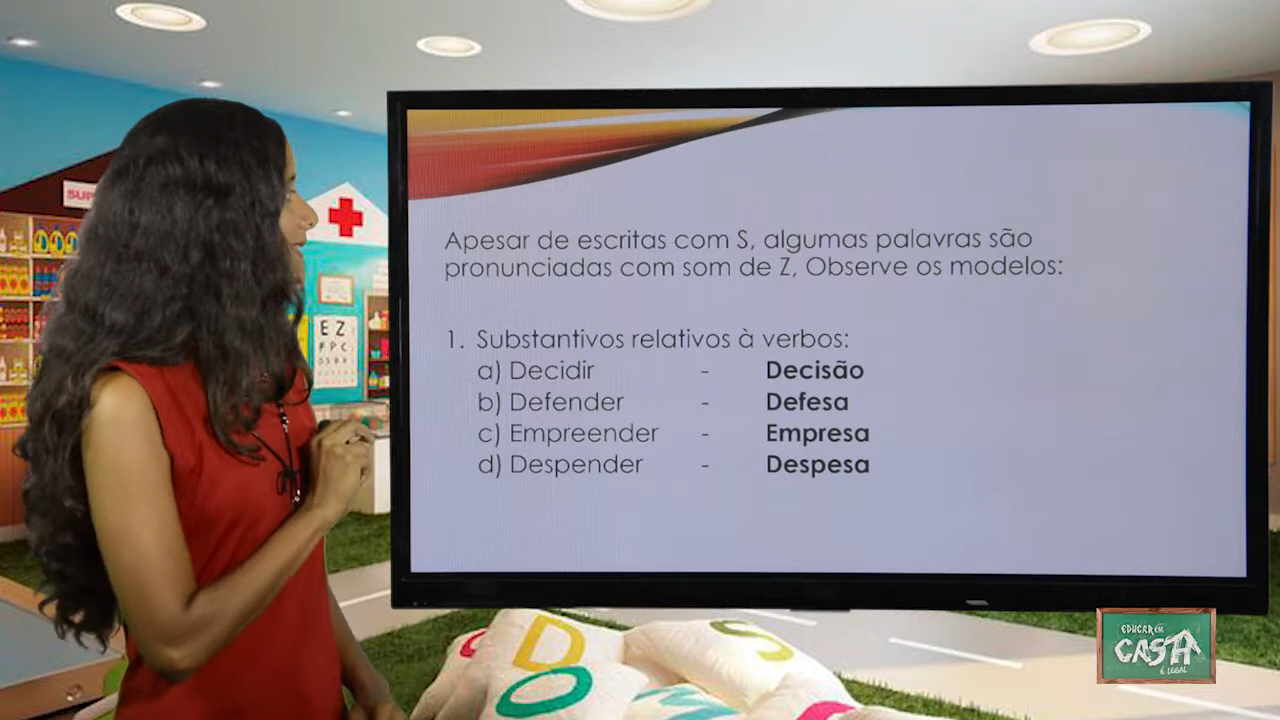 SUP
E Z
F P C
Apesar de escritas com S, algumas palavras são
pronunciadas com som de Z, Observe os modelos:
1. Substantivos relativos à verbos:
a) Decidir - Decisão
b) Defender - Defesa
c) Empreender - Empresa
d) Despender - Despesa
D
O
S
EDUCAR EM
CASA
É LEGAL